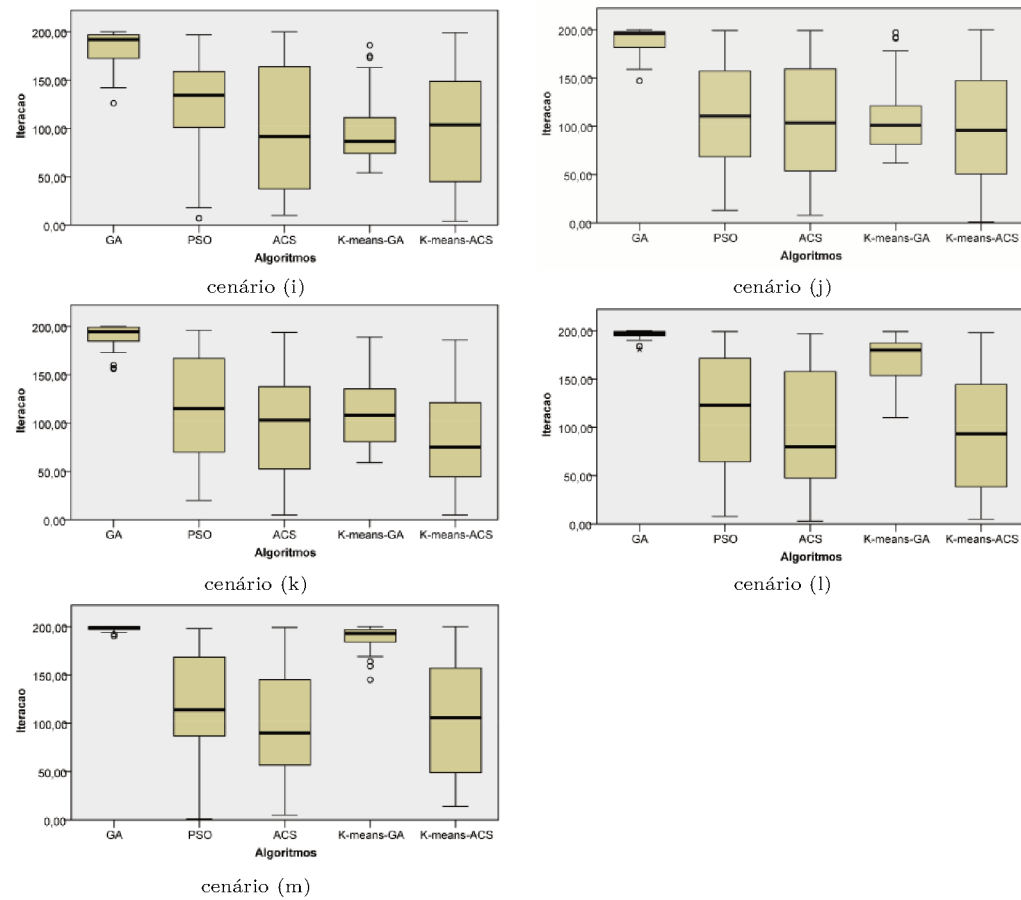 Iteracao
200,00
150,00
100,00
50,00
0,00
GA PSO ACS K-means-GA K-means-ACS
Algoritmos
cenário (i)
Iteracao
200,00
150,00
100,00
50,00
0,00
GA PSO ACS K-means-GA K-means-ACS
Algoritmos
cenário (j)
Iteracao
200,00
150,00
100,00
50,00
0,00
GA PSO ACS K-means-GA K-means-ACS
Algoritmos
cenário (k)
Iteracao
200,00
150,00
100,00
50,00
0,00
GA PSO ACS K-means-GA K-means-ACS
Algoritmos
cenário (l)
Iteracao
200,00
150,00
100,00
50,00
0,00
GA PSO ACS K-means-GA K-means-ACS
Algoritmos
cenário (m)